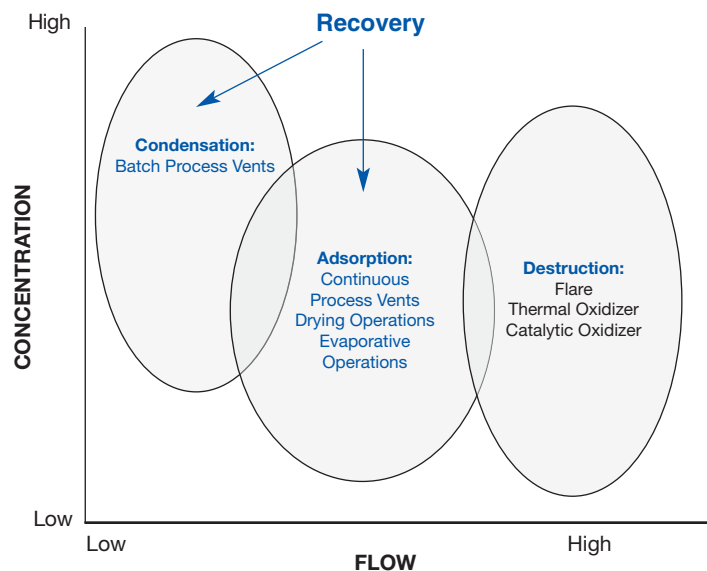 High
Recovery
Condensation:
Batch Process Vents
Adsorption:
Continuous
Process Vents
Drying Operations
Evaporative
Operations
Destruction:
Flare
Thermal Oxidizer
Catalytic Oxidizer
CONCENTRATION
Low
Low
High
FLOW